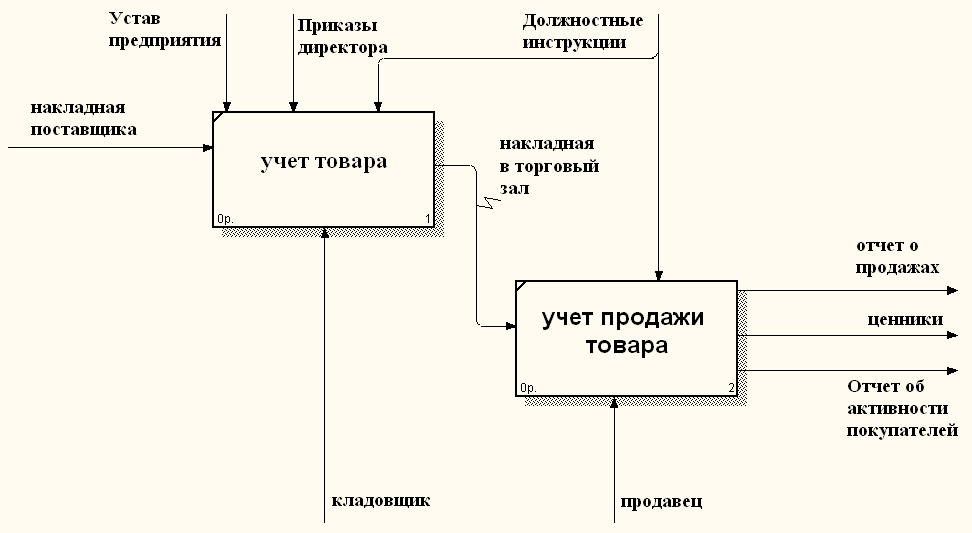 Устав
предприятия
Приказы
директора
Должностные
инструкции
накладная
поставщика
учет товара
0р.
1
накладная
в торговый
зал
отчет о
продажах
учет продажи
товара
0р.
2
ценники
Отчет об
активности
покупателей
кладовщик
продавец